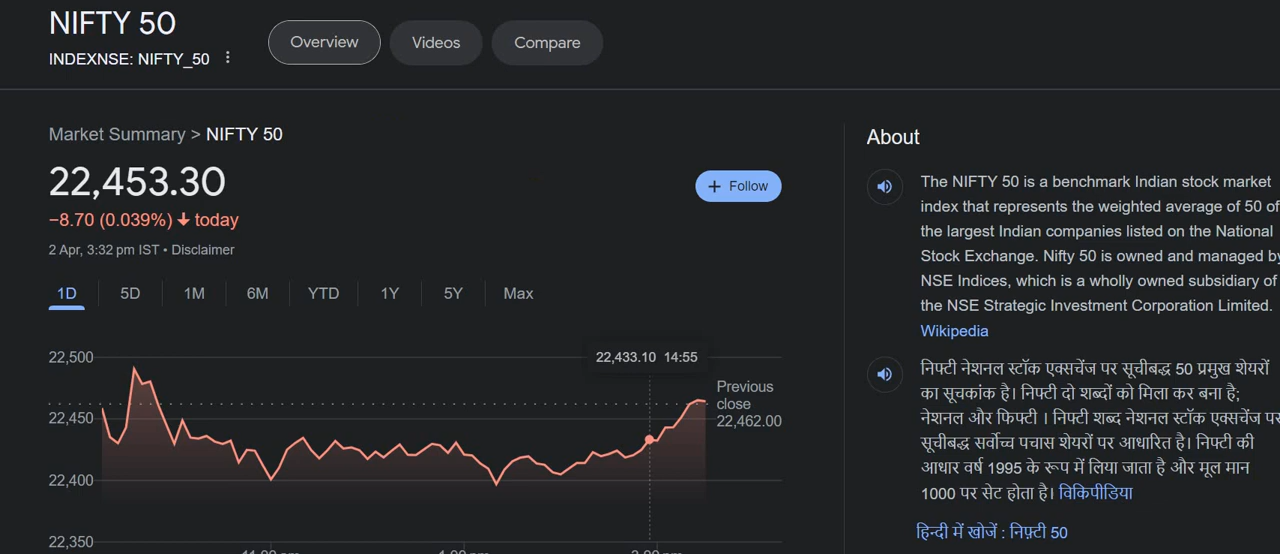 NIFTY 50
INDEXNSE: NIFTY_50
Overview
Videos
Compare
Market Summary > NIFTY 50
22,453.30
−8.70 (0.039%) today
2 Apr, 3:32 pm IST • Disclaimer
+ Follow
1D 5D 1M 6M YTD 1Y 5Y Max
22,433.10 14:55
22,500
22,450
22,400
22,350
Previous
close
22,462.00
About
The NIFTY 50 is a benchmark Indian stock market
index that represents the weighted average of 50 of
the largest Indian companies listed on the National
Stock Exchange. Nifty 50 is owned and managed by
NSE Indices, which is a wholly owned subsidiary of
the NSE Strategic Investment Corporation Limited.
Wikipedia
निफ्टी नेशनल स्टॉक एक्सचेंज पर सूचीबद्ध 50 प्रमुख शेयरों
का सूचकांक है। निफ्टी दो शब्दों को मिला कर बना है;
नेशनल और फिफ्टी । निफ्टी शब्द नेशनल स्टॉक एक्सचेंज पर
सूचीबद्ध सर्वोच्च पचास शेयरों पर आधारित है। निफ्टी की
आधार वर्ष 1995 के रूप में लिया जाता है और मूल मान
1000 पर सेट होता है। विकिपीडिया
हिन्दी में खोजें : निफ़्टी 50